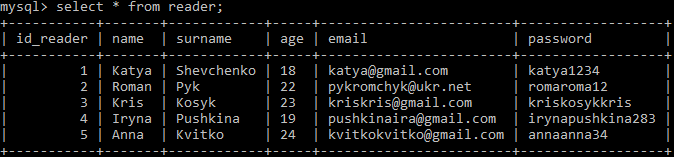 mysql> select * from reader;
| id_reader | name | surname | age | email | password |
| 1 | Katya | Shevchenko | 18 | katya@gmail.com | katya1234 |
| 2 | Roman | Pyk | 22 | pykromchyk@ukr.net | romaroma12 |
| 3 | Kris | Kosyk | 23 | kriskris@gmail.com | kriskosykkris |
| 4 | Iryna | Pushkina | 19 | pushkinaira@gmail.com | irynapushkina283 |
| 5 | Anna | Kvitko | 24 | kvitkokvitko@gmail.com | annaanna34 |